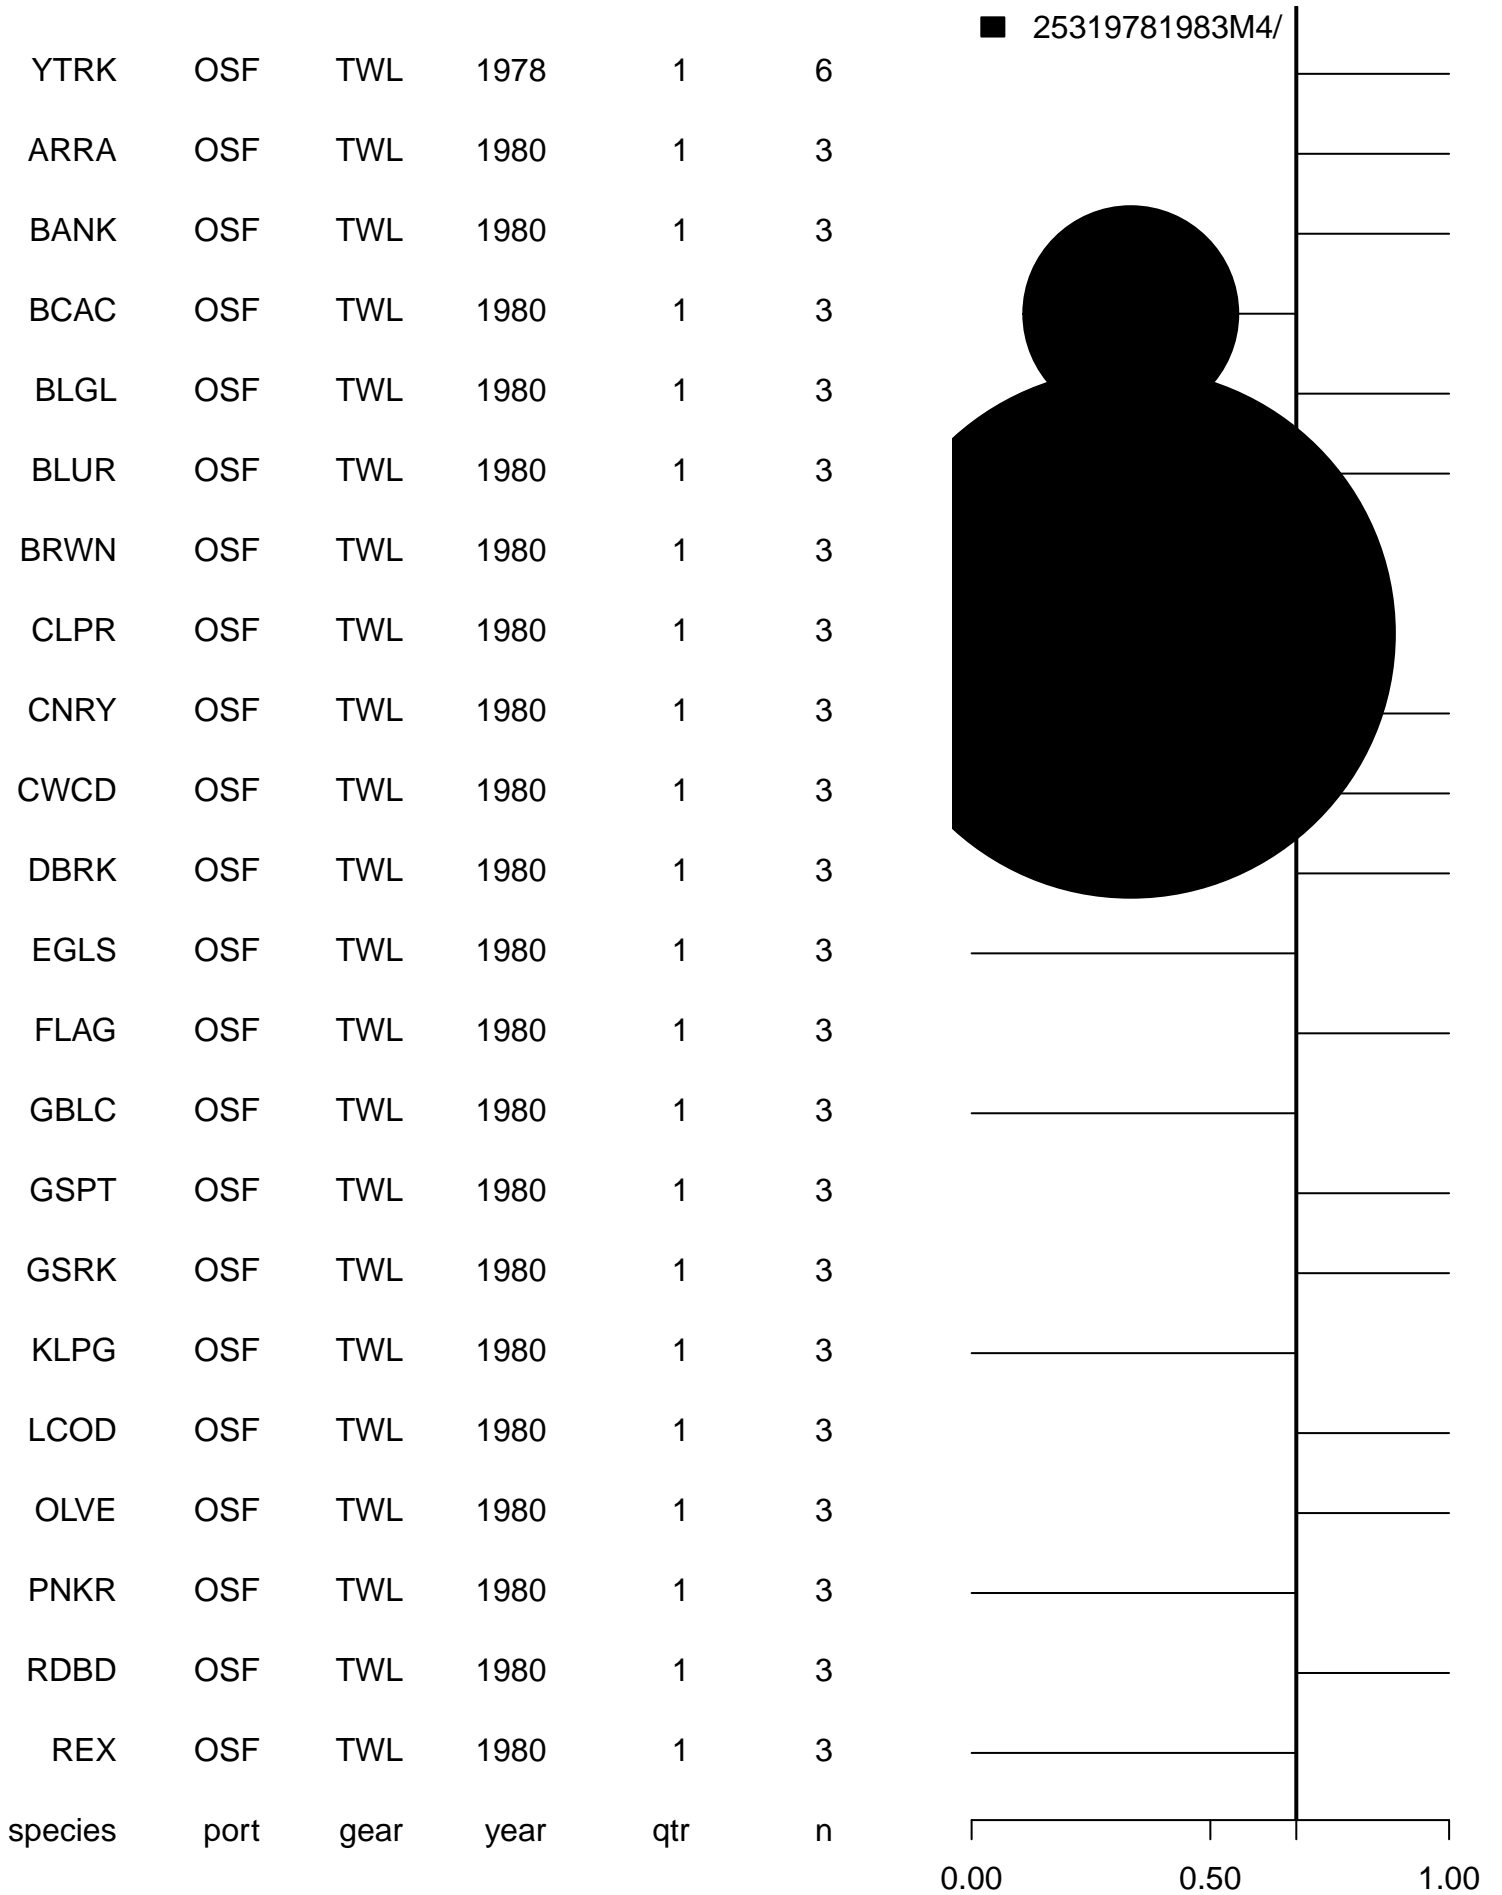 25319781983M4/
YTRK OSF TWL 1978 1 6
ARRA OSF TWL 1980 1 3
BANK OSF TWL 1980 1 3
BCAC OSF TWL 1980 1 3
BLGL OSF TWL 1980 1 3
BLUR OSF TWL 1980 1 3
BRWN OSF TWL 1980 1 3
CLPR OSF TWL 1980 1 3
CNRY OSF TWL 1980 1 3
CWCD OSF TWL 1980 1 3
DBRK OSF TWL 1980 1 3
EGLS OSF TWL 1980 1 3
FLAG OSF TWL 1980 1 3
GBLC OSF TWL 1980 1 3
GSPT OSF TWL 1980 1 3
GSRK OSF TWL 1980 1 3
KLPG OSF TWL 1980 1 3
LCOD OSF TWL 1980 1 3
OLVE OSF TWL 1980 1 3
PNKR OSF TWL 1980 1 3
RDBD OSF TWL 1980 1 3
REX OSF TWL 1980 1 3
species port gear year qtr n
0.00 0.50 1.00